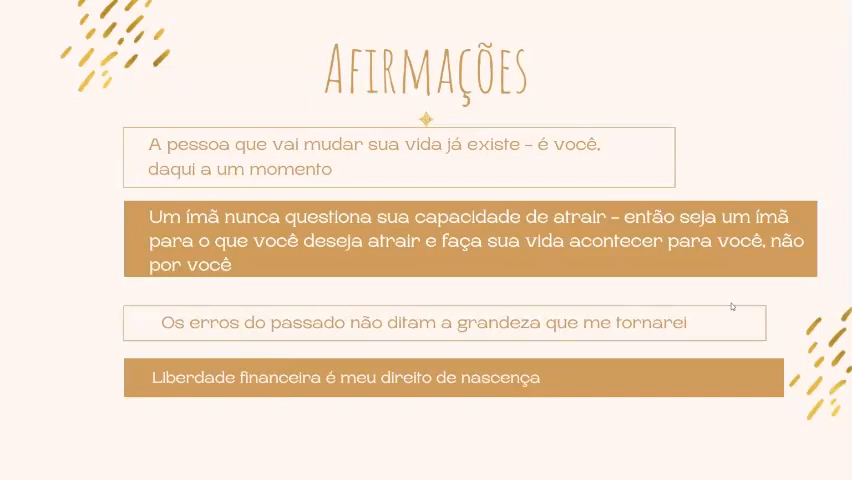 Afirmações
A pessoa que vai mudar sua vida já existe - é você,
daqui a um momento
Um ímã nunca questiona sua capacidade de atrair - então seja um ímã
para o que você deseja atrair e faça sua vida acontecer para você, não
por você
Os erros do passado não ditam a grandeza que me tornarei
Liberdade financeira é meu direito de nascença